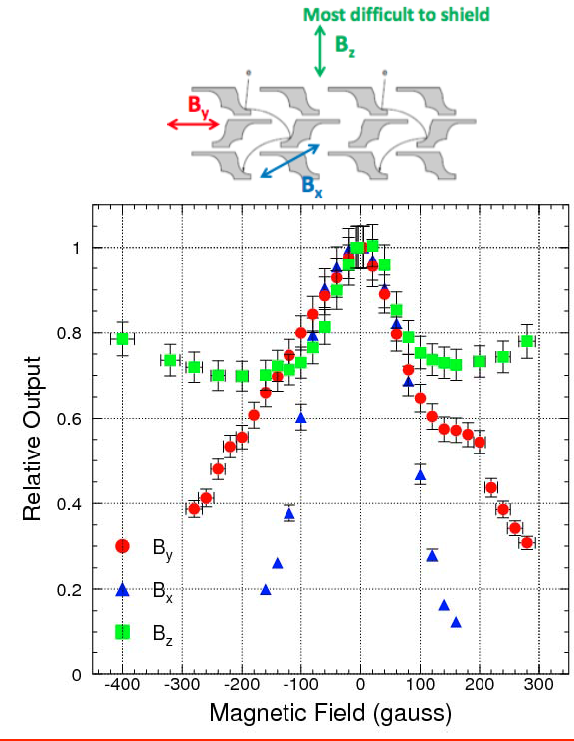 Most difficult to shield
B_z
e e
B_y
B_x
Relative Output
1
0.8
0.6
0.4
0.2
0
B_y
B_x
B_z
-400 -300 -200 -100 0 100 200 300
Magnetic Field (gauss)